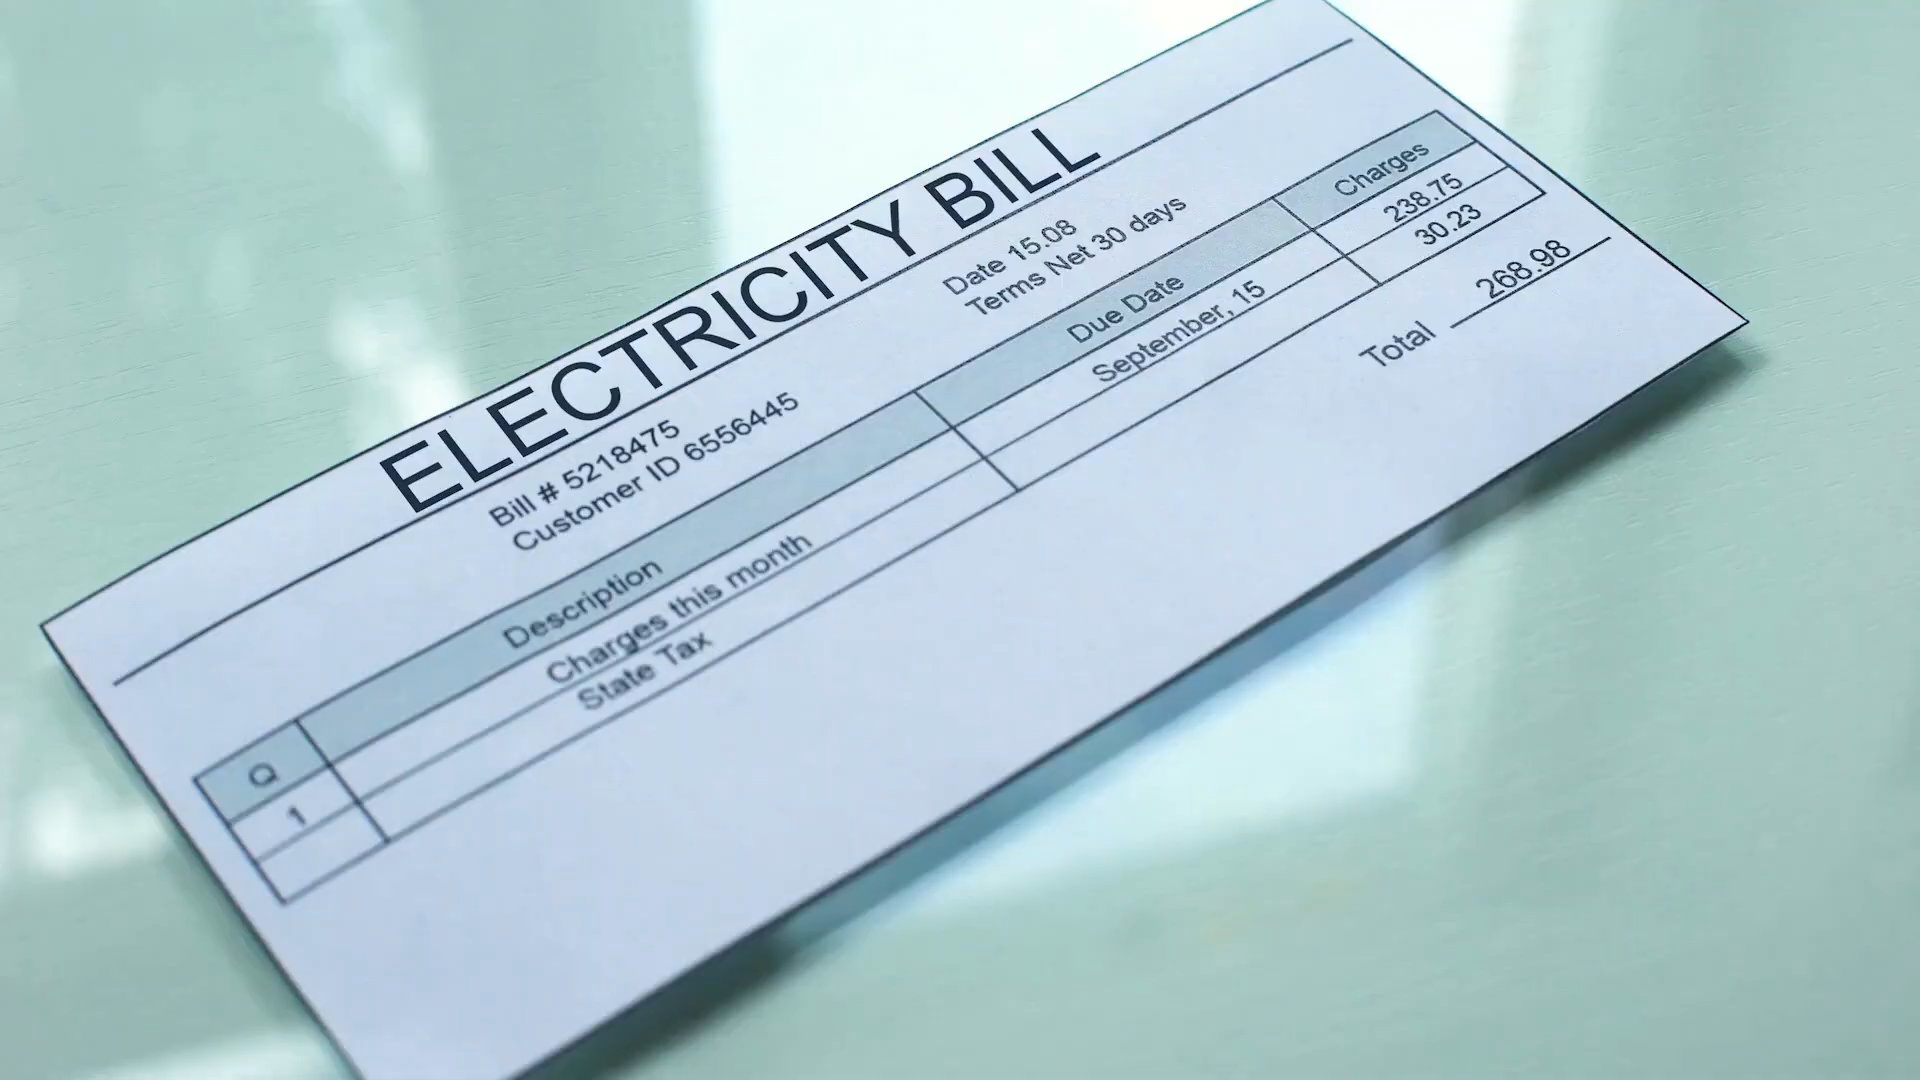 ELECTRICITY BILL
Bill # 5218475
Customer ID 6556445
Date 15.08
Terms Net 30 days
Q Description Due Date Charges
1 Charges this month September, 15 238.75
State Tax 30.23
Total 268.98